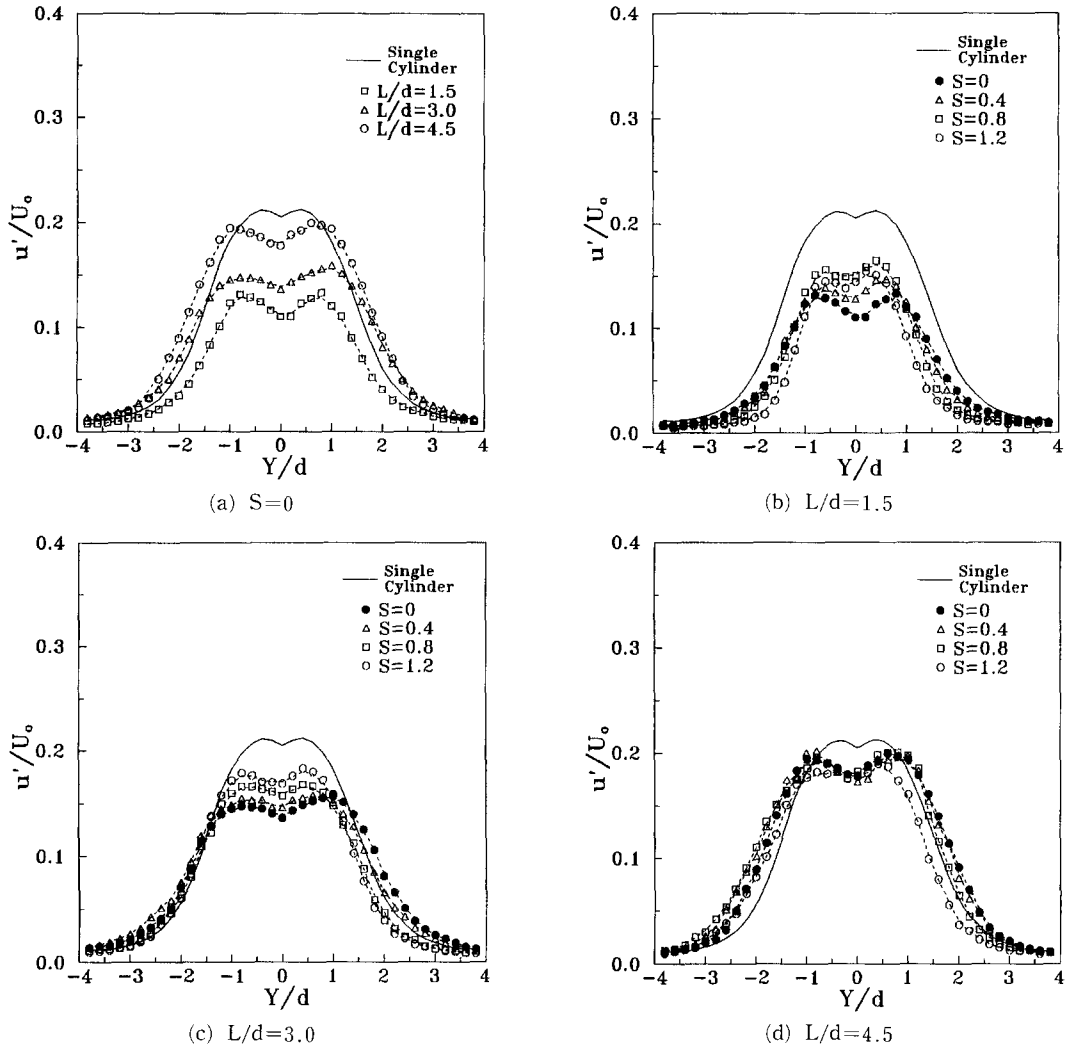 0.4
0.3
0.2
0.1
0.0
u'/U₀
Single
Cylinder
L/d=1.5
L/d=3.0
L/d=4.5
-4 -3 -2 -1 0 1 2 3 4
Y/d
(a) S=0
0.4
0.3
0.2
0.1
0.0
u'/U₀
Single
Cylinder
S=0
S=0.4
S=0.8
S=1.2
-4 -3 -2 -1 0 1 2 3 4
Y/d
(b) L/d=1.5
0.4
0.3
0.2
0.1
0.0
u'/U₀
Single
Cylinder
S=0
S=0.4
S=0.8
S=1.2
-4 -3 -2 -1 0 1 2 3 4
Y/d
(c) L/d=3.0
0.4
0.3
0.2
0.1
0.0
u'/U₀
Single
Cylinder
S=0
S=0.4
S=0.8
S=1.2
-4 -3 -2 -1 0 1 2 3 4
Y/d
(d) L/d=4.5